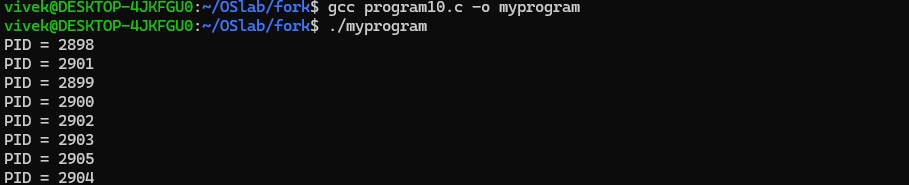 vivek@DESKTOP-4JKFGU0:~/OSlab/fork$ gcc program10.c -o myprogram
vivek@DESKTOP-4JKFGU0:~/OSlab/fork$ ./myprogram
PID = 2898
PID = 2901
PID = 2899
PID = 2900
PID = 2902
PID = 2903
PID = 2905
PID = 2904